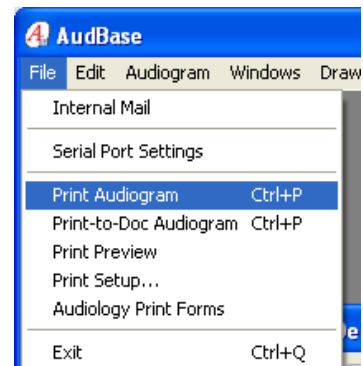 AudBase
File Edit Audiogram Windows Draw
Internal Mail
Serial Port Settings
Print Audiogram Ctrl+P
Print-to-Doc Audiogram Ctrl+P
Print Preview
Print Setup...
Audiology Print Forms
Exit Ctrl+Q